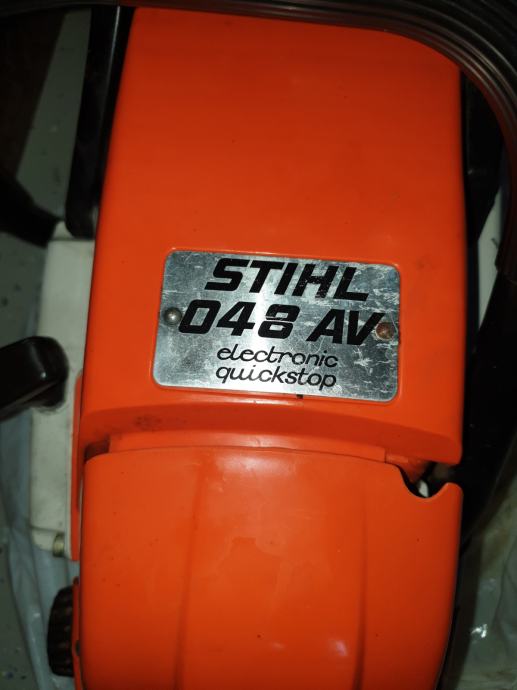 STIHL
048 AV
electronic
quickstop